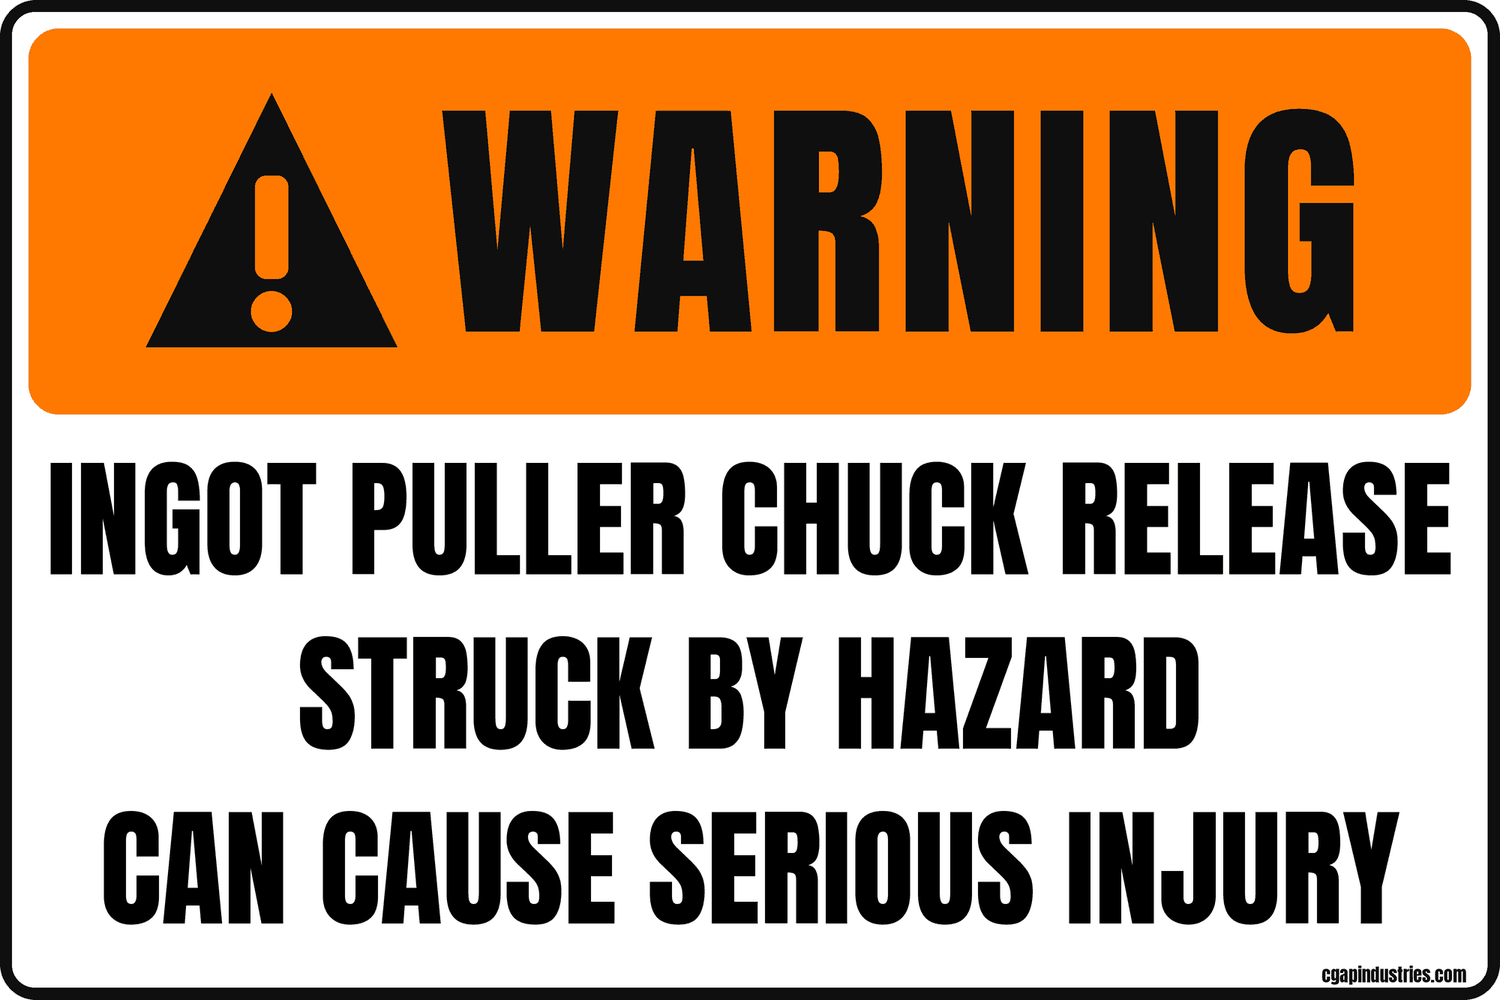 WARNING
INGOT PULLER CHUCK RELEASE
STRUCK BY HAZARD
CAN CAUSE SERIOUS INJURY
cgapindustries.com